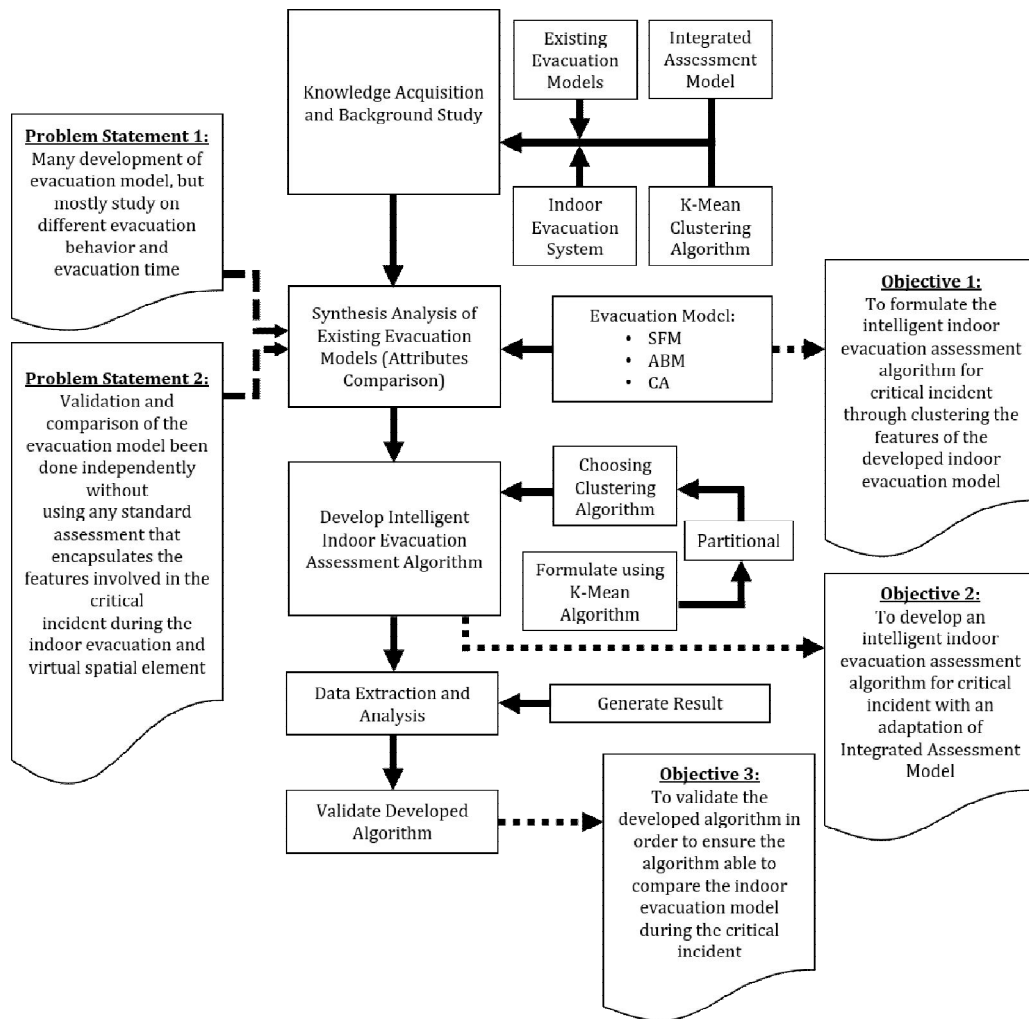 Knowledge Acquisition
and Background Study
Existing
Evacuation
Models
Integrated
Assessment
Model
Indoor
Evacuation
System
K-Mean
Clustering
Algorithm
Problem Statement 1:
Many development of
evacuation model, but
mostly study on
different evacuation
behavior and
evacuation time
Synthesis Analysis of
Existing Evacuation
Models (Attributes
Comparison)
Evacuation Model:
• SFM
• ABM
• CA
Objective 1:
To formulate the
intelligent indoor
evacuation assessment
algorithm for
critical incident
through clustering the
features of the
developed indoor
evacuation model
Problem Statement 2:
Validation and
comparison of the
evacuation model been
done independently
without
using any standard
assessment that
encapsulates the
features involved in the
critical
incident during the
indoor evacuation and
virtual spatial element
Develop Intelligent
Indoor Evacuation
Assessment Algorithm
Choosing
Clustering
Algorithm
Partitional
Formulate using
K-Mean
Algorithm
Objective 2:
To develop an
intelligent indoor
evacuation assessment
algorithm for critical
incident with an
adaptation of
Integrated Assessment
Model
Data Extraction and
Analysis
Generate Result
Validate Developed
Algorithm
Objective 3:
To validate the
developed algorithm in
order to ensure the
algorithm able to
compare the indoor
evacuation model
during the critical
incident